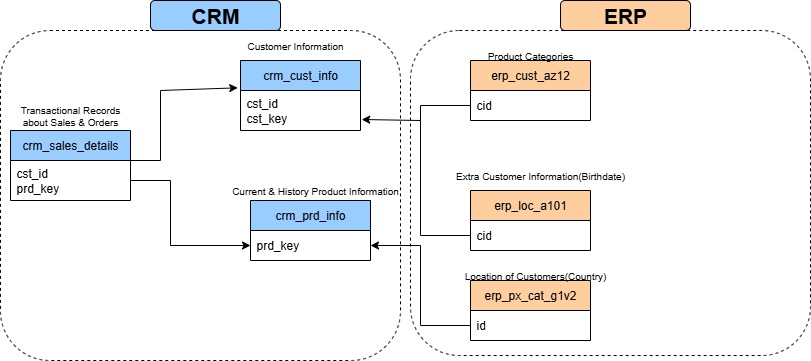 CRM
ERP
Customer Information
crm_cust_info
cst_id
cst_key
Transactional Records
about Sales & Orders
crm_sales_details
cst_id
prd_key
Current & History Product Information
crm_prd_info
prd_key
Product Categories
erp_cust_az12
cid
Extra Customer Information(Birthdate)
erp_loc_a101
cid
Location of Customers(Country)
erp_px_cat_g1v2
id